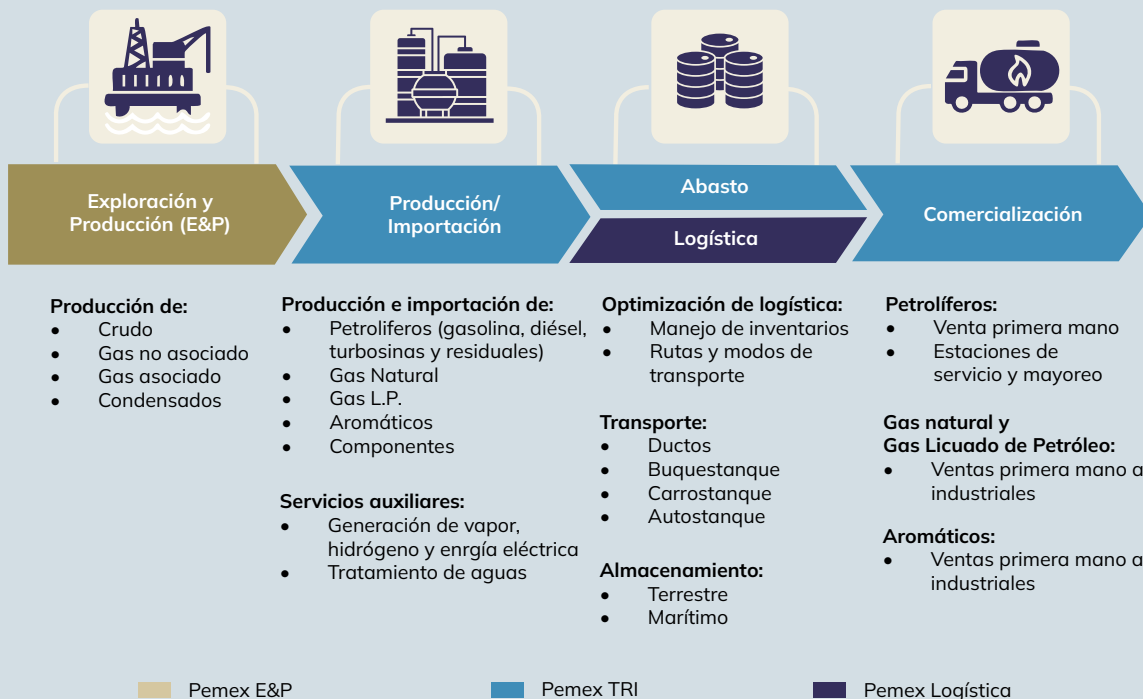 Exploración y
Producción (E&P)
Producción/
Importación
Abasto
Logística
Comercialización
Producción de:
• Crudo
• Gas no asociado
• Gas asociado
• Condensados
Producción e importación de:
• Petroliferos (gasolina, diésel,
turbosinas y residuales)
• Gas Natural
• Gas L.P.
• Aromáticos
• Componentes
Servicios auxiliares:
• Generación de vapor,
hidrógeno y enrgía eléctrica
• Tratamiento de aguas
Optimización de logística:
• Manejo de inventarios
• Rutas y modos de
transporte
Transporte:
• Ductos
• Buquestanque
• Carrostanque
• Autostanque
Almacenamiento:
• Terrestre
• Marítimo
Petrolíferos:
• Venta primera mano
• Estaciones de
servicio y mayoreo
Gas natural y
Gas Licuado de Petróleo:
• Ventas primera mano a
industriales
Aromáticos:
• Ventas primera mano a
industriales
Pemex E&P
Pemex TRI
Pemex Logística